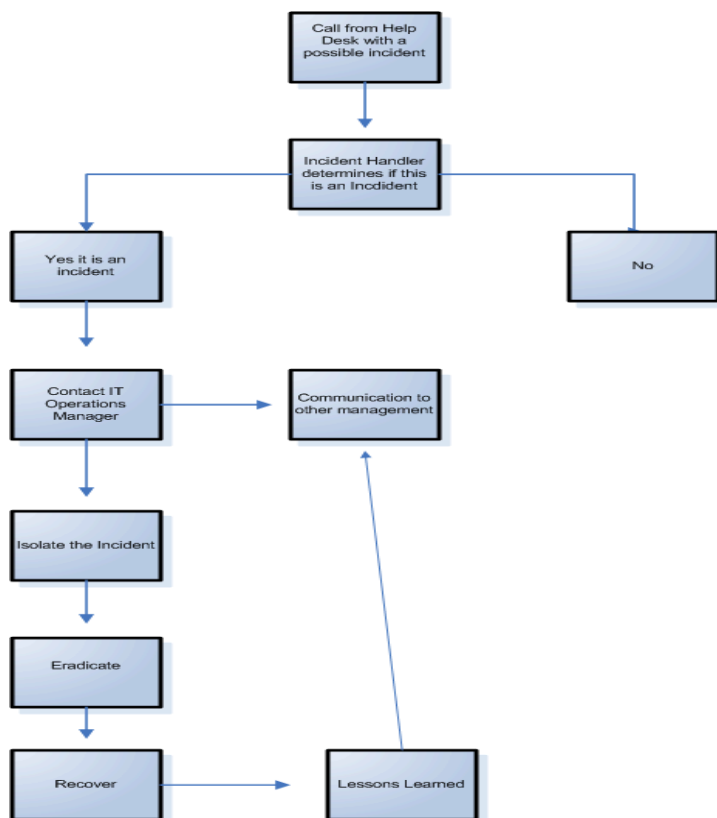 Call from Help
Desk with a
possible incident
Incident Handler
determines if this
is an Incdident
Yes it is an
incident
No
Contact IT
Operations
Manager
Communication to
other management
Isolate the Incident
Eradicate
Recover
Lessons Learned